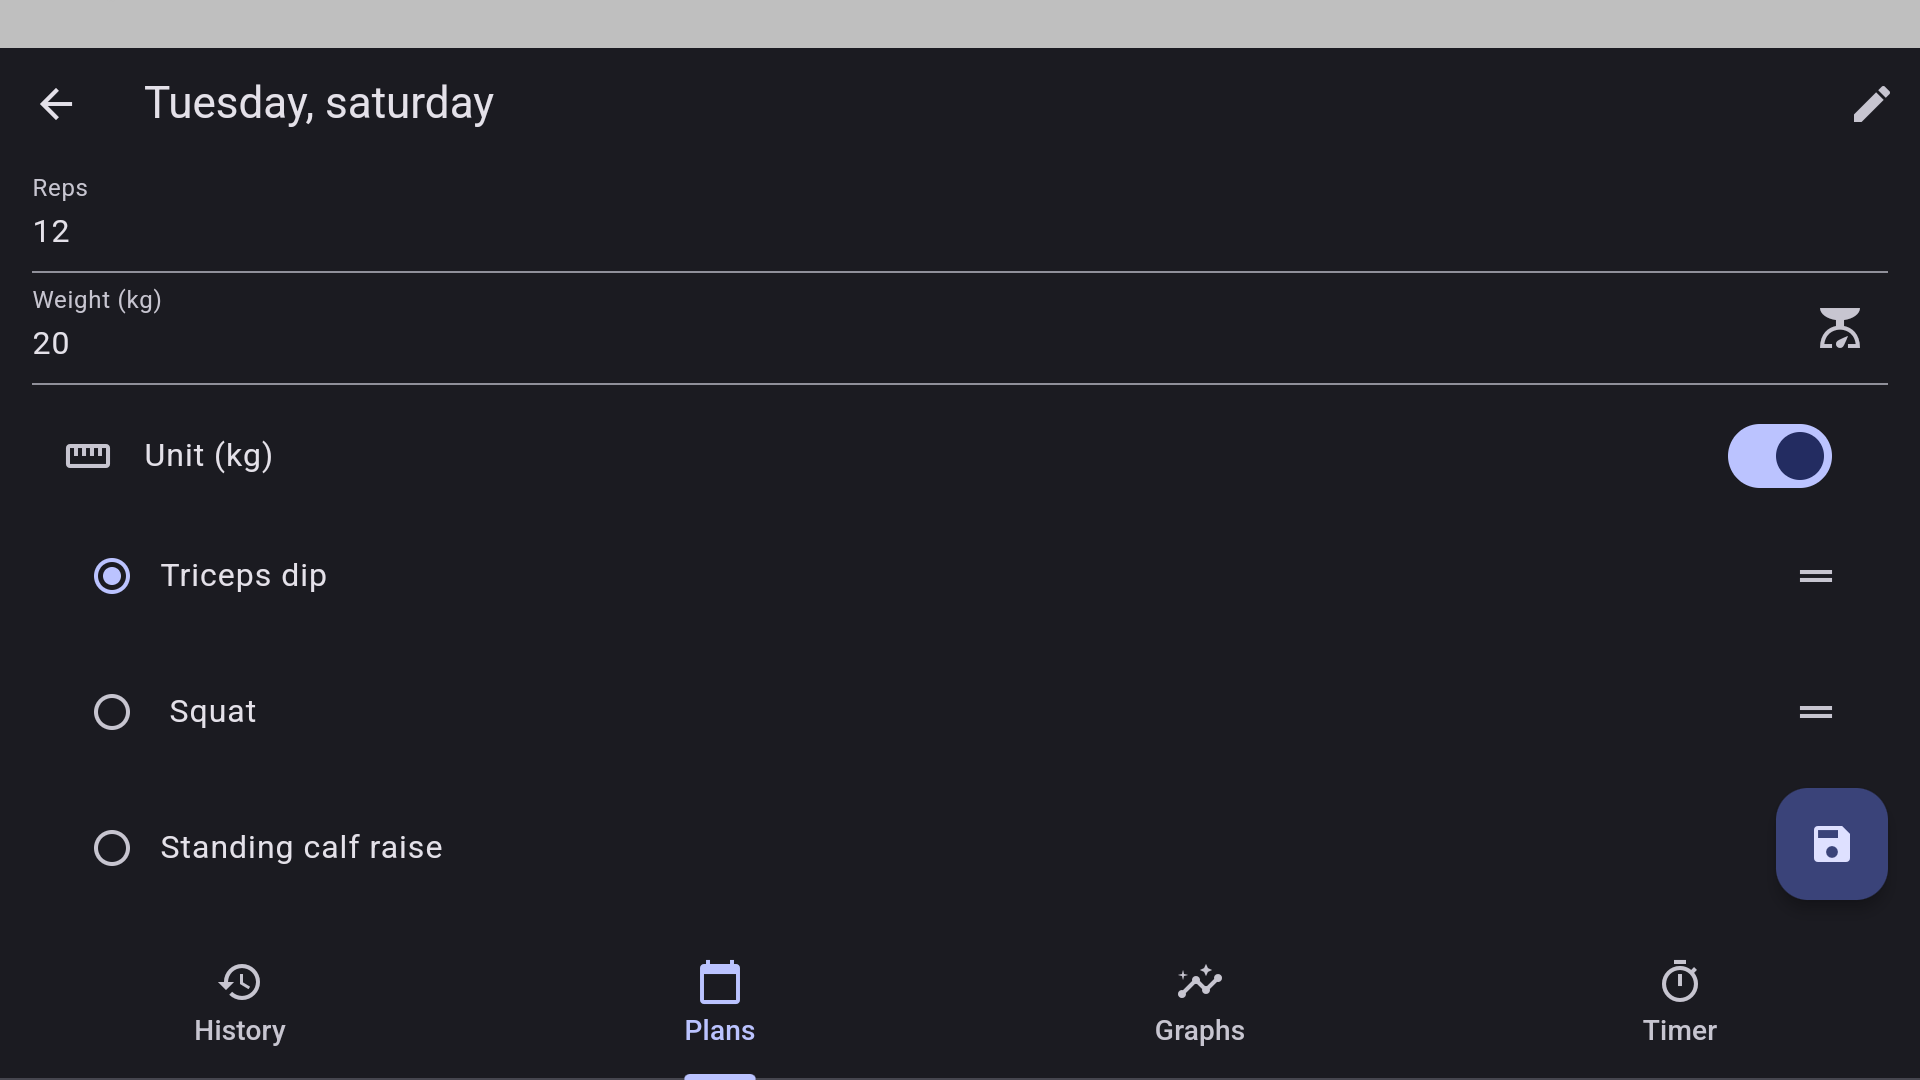 Tuesday, saturday
Reps
12
Weight (kg)
20
Unit (kg)
Triceps dip
Squat
Standing calf raise
History
Plans
Graphs
Timer